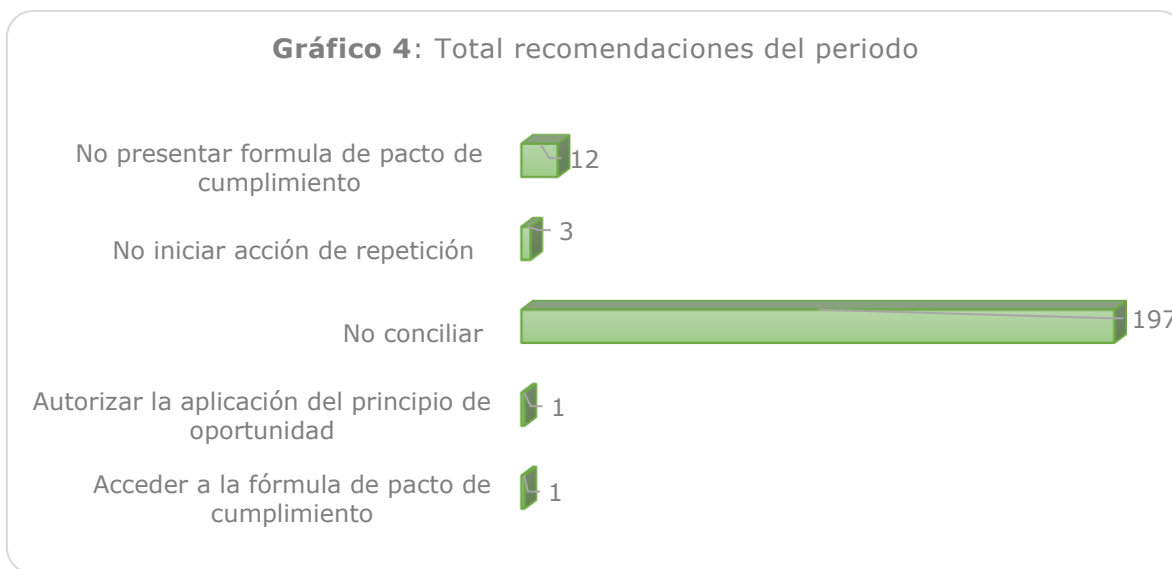 Gráfico 4: Total recomendaciones del periodo
No presentar formula de pacto de
cumplimiento
12
No iniciar acción de repetición
3
No conciliar
197
Autorizar la aplicación del principio de
oportunidad
1
Acceder a la fórmula de pacto de
cumplimiento
1